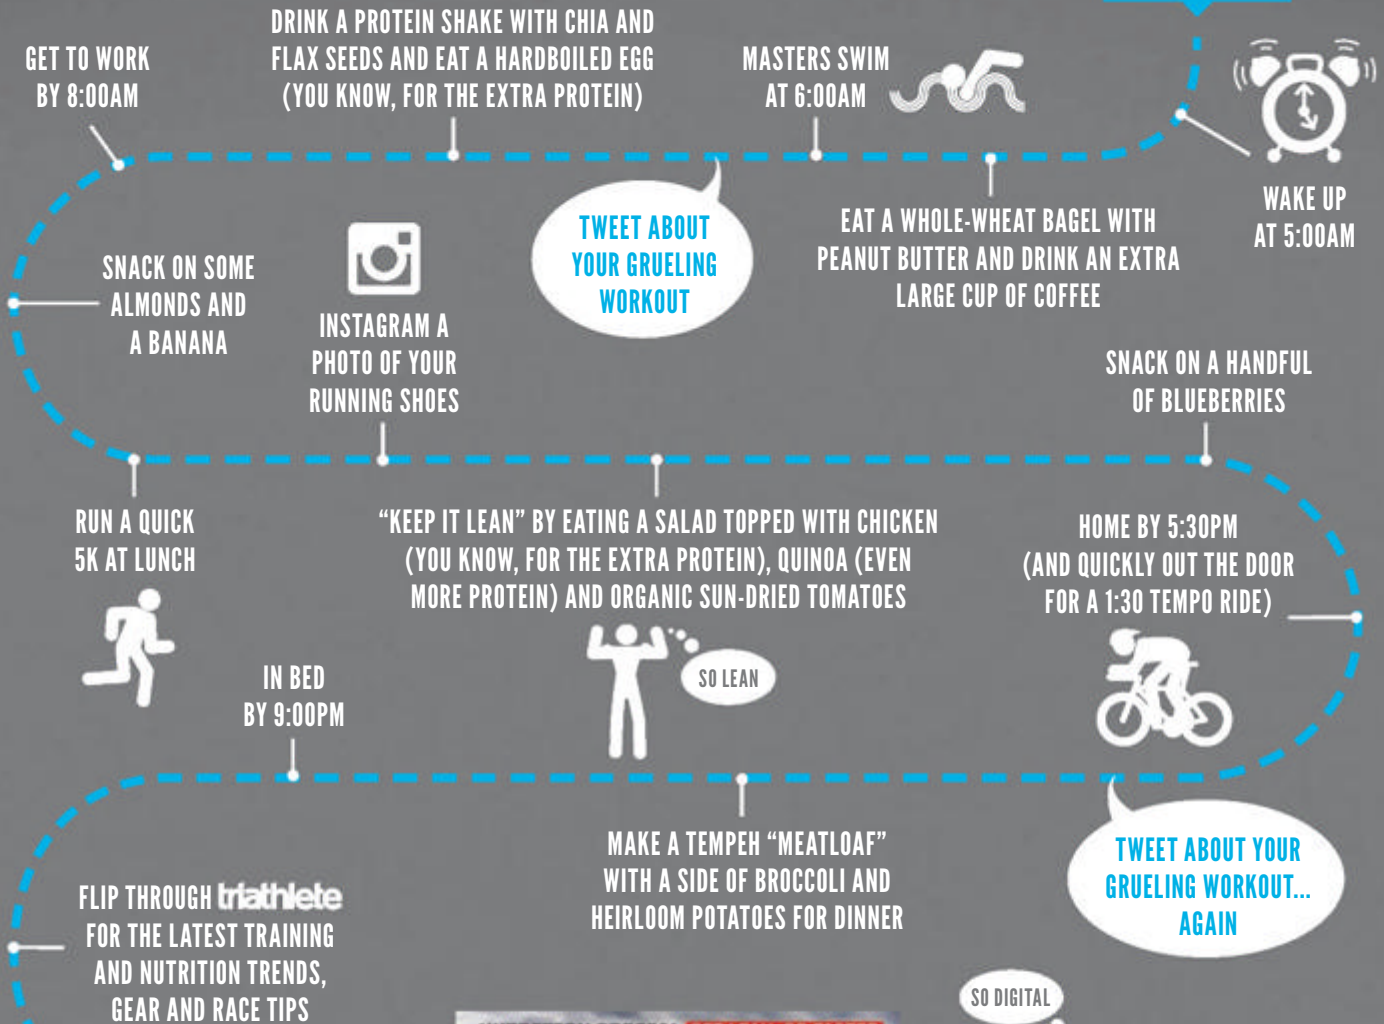 WAKE UP
AT 5:00AM
EAT A WHOLE-WHEAT BAGEL WITH
PEANUT BUTTER AND DRINK AN EXTRA
LARGE CUP OF COFFEE
MASTERS SWIM
AT 6:00AM
TWEET ABOUT
YOUR GRUELING
WORKOUT
DRINK A PROTEIN SHAKE WITH CHIA AND
FLAX SEEDS AND EAT A HARDBOILED EGG
(YOU KNOW, FOR THE EXTRA PROTEIN)
GET TO WORK
BY 8:00AM
SNACK ON SOME
ALMONDS AND
A BANANA
RUN A QUICK
5K AT LUNCH
INSTAGRAM A
PHOTO OF YOUR
RUNNING SHOES
“KEEP IT LEAN” BY EATING A SALAD TOPPED WITH CHICKEN
(YOU KNOW, FOR THE EXTRA PROTEIN), QUINOA (EVEN
MORE PROTEIN) AND ORGANIC SUN-DRIED TOMATOES
SO LEAN
SNACK ON A HANDFUL
OF BLUEBERRIES
HOME BY 5:30PM
(AND QUICKLY OUT THE DOOR
FOR A 1:30 TEMPO RIDE)
TWEET ABOUT YOUR
GRUELING WORKOUT...
AGAIN
MAKE A TEMPEH “MEATLOAF”
WITH A SIDE OF BROCCOLI AND
HEIRLOOM POTATOES FOR DINNER
IN BED
BY 9:00PM
FLIP THROUGH triathlete
FOR THE LATEST TRAINING
AND NUTRITION TRENDS,
GEAR AND RACE TIPS
SO DIGITAL